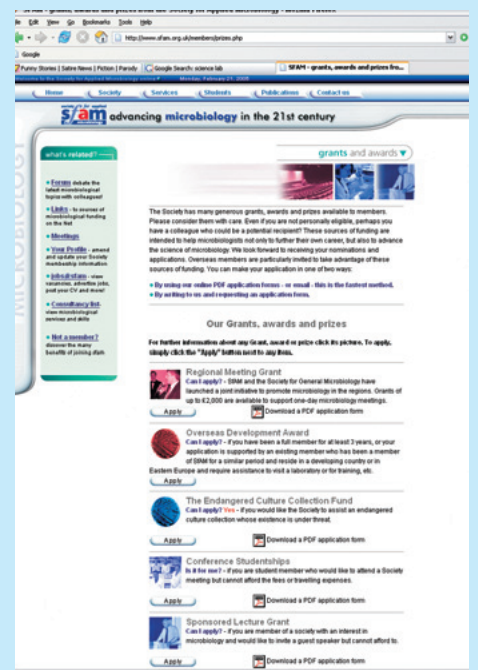 SFAM - grants, awards and prizes from the Society for Applied Microbiology - Mozilla Firefox
File Edit View Go Bookmarks Tools Help
http://www.sfam.org.uk/members/prizes.php
Google
Funny Stories | Satire News | Fiction | Parody
Google Search: science lab
SFAM - grants, awards and prizes fro...
Welcome to the Society for Applied Microbiology online
Monday, February 21, 2005
Home
Society
Services
Students
Publications
Contact us
sfam advancing microbiology in the 21st century
MICROBIOLOGY
what's related?
grants and awards
• Forum debate the
latest microbiological
topics with colleagues!
• Links - to sources of
microbiological funding
on the Net
• Meetings
• Your Profile - amend
and update your Society
membership information
• jobs@sfam - view
vacancies, advertise jobs,
post your CV and more!
• Consultancy list-
view microbiological
services and skills
• Not a member?
discover the many
benefits of joining sfam
The Society has many generous grants, awards and prizes available to members.
Please consider them with care. Even if you are not personally eligible, perhaps you
have a colleague who could be a potential recipient? These sources of funding are
intended to help microbiologists not only to further their own career, but also to advance
the science of microbiology. We look forward to receiving your nominations and
applications. Overseas members are particularly invited to take advantage of these
sources of funding. You can make your application in one of two ways:
• By using our online PDF application forms - or email - this is the fastest method.
• By writing to us and requesting an application form.
Our Grants, awards and prizes
For further information about any Grant, award or prize click its picture. To apply,
simply click the "Apply" button next to any item.
Regional Meeting Grant
Can I apply? - SfAM and the Society for General Microbiology have
launched a joint initiative to promote microbiology in the regions. Grants of
up to £2,000 are available to support one-day microbiology meetings.
Apply
Download a PDF application form
Overseas Development Award
Can I apply? - if you have been a full member for at least 3 years, or your
application is supported by an existing member who has been a member
of SfAM for a similar period and reside in a developing country or in
Eastern Europe and require assistance to visit a laboratory or for training, etc.
Apply
The Endangered Culture Collection Fund
Can I apply? Yes - if you would like the Society to assist an endangered
culture collection whose existence is under threat.
Apply
Download a PDF application form
Conference Studentships
Is it for me? - if you are student member who would like to attend a Society
meeting but cannot afford the fees or travelling expenses.
Apply
Download a PDF application form
Sponsored Lecture Grant
Can I apply? - if you are member of a society with an interest in
microbiology and would like to invite a guest speaker but cannot afford to.
Apply
Download a PDF application form